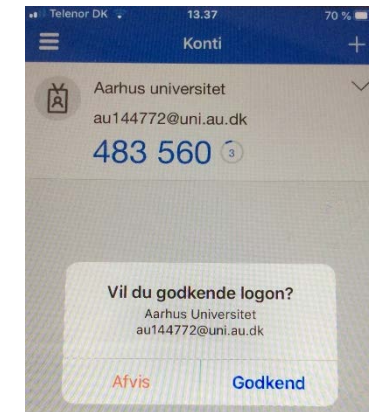 Telenor DK 13.37 70 %
Konti
Aarhus universitet
au144772@uni.au.dk
483 560 3
Vil du godkende logon?
Aarhus Universitet
au144772@uni.au.dk
Afvis Godkend